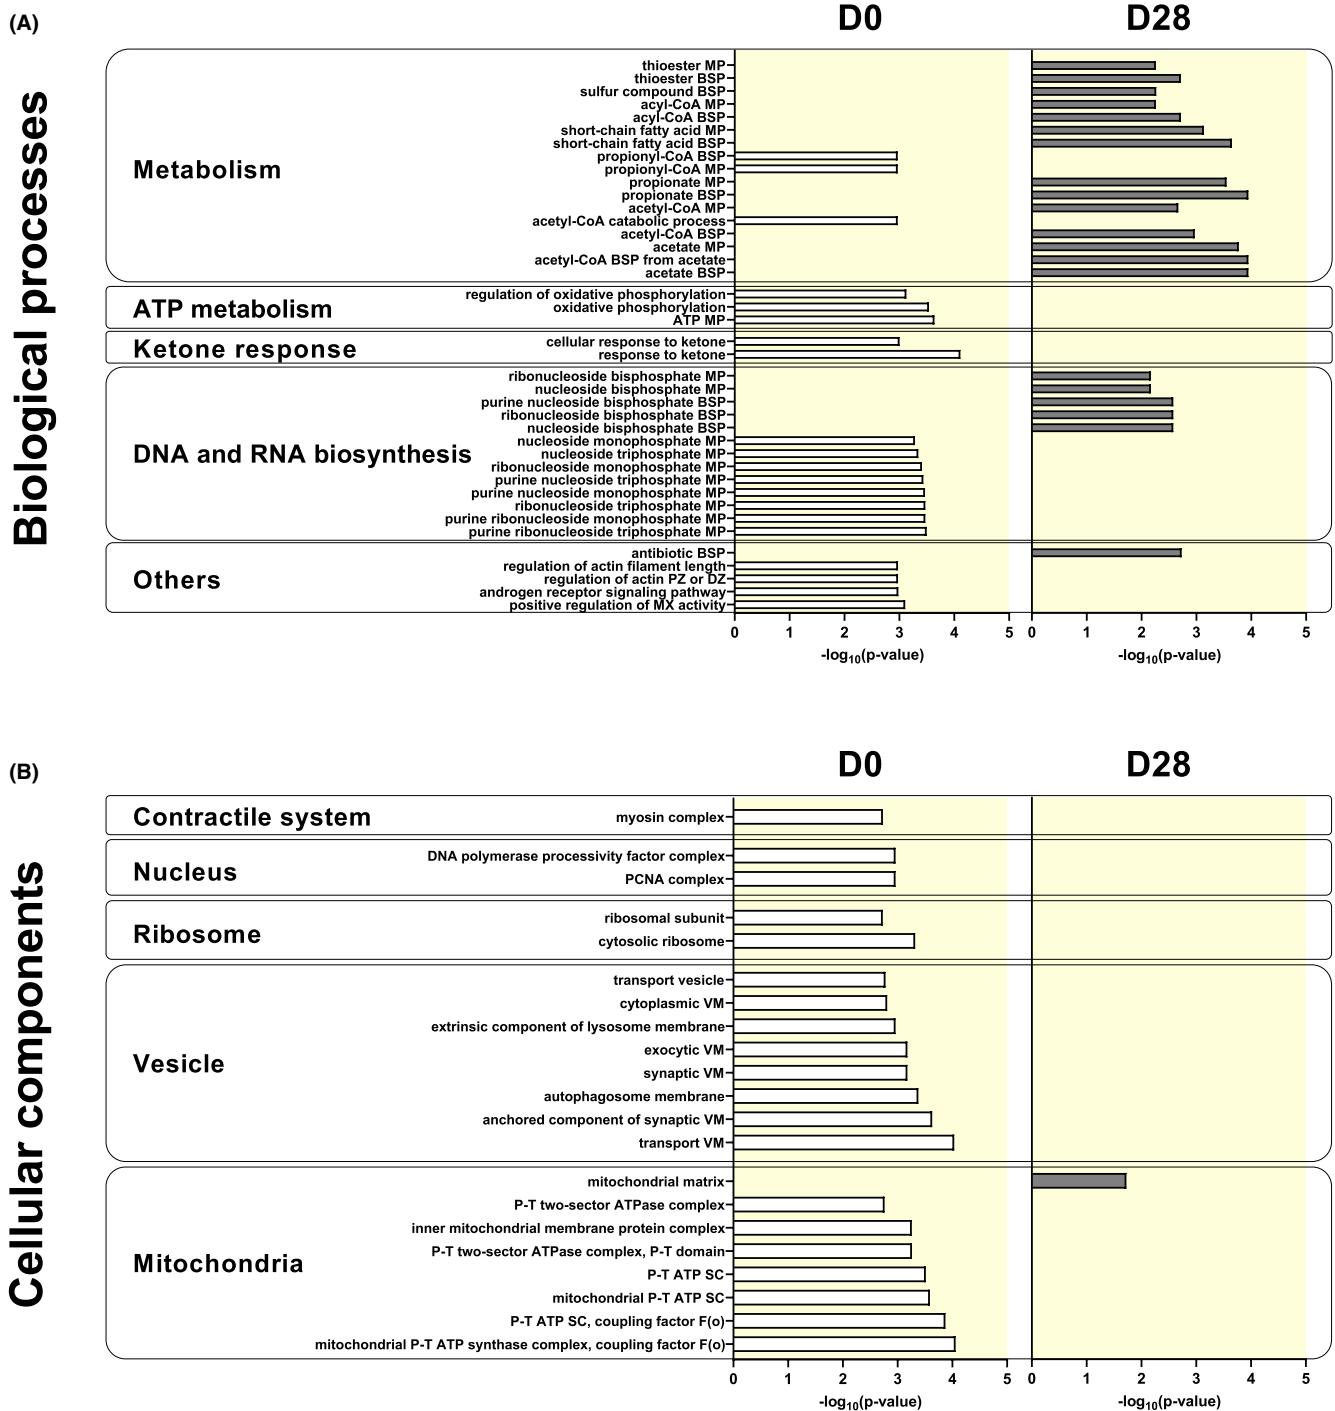 (A)
D0
D28
Biological processes
Metabolism
thioester MP
thioester BSP
sulfur compound BSP
acyl-CoA MP
acyl-CoA BSP
short-chain fatty acid MP
short-chain fatty acid BSP
propionyl-CoA BSP
propionyl-CoA MP
propionate MP
propionate BSP
acetyl-CoA MP
acetyl-CoA catabolic process
acetyl-CoA BSP
acetate MP
acetyl-CoA BSP from acetate
acetate BSP
ATP metabolism
regulation of oxidative phosphorylation
oxidative phosphorylation
ATP MP
Ketone response
cellular response to ketone
response to ketone
DNA and RNA biosynthesis
ribonucleoside bisphosphate MP
nucleoside bisphosphate MP
purine nucleoside bisphosphate BSP
ribonucleoside bisphosphate BSP
nucleoside bisphosphate BSP
nucleoside monophosphate MP
nucleoside triphosphate MP
ribonucleoside monophosphate MP
purine nucleoside triphosphate MP
purine nucleoside monophosphate MP
ribonucleoside triphosphate MP
purine ribonucleoside monophosphate MP
purine ribonucleoside triphosphate MP
Others
antibiotic BSP
regulation of actin filament length
regulation of actin PZ or DZ
androgen receptor signaling pathway
positive regulation of MX activity
0 1 2 3 4 5
0 1 2 3 4 5
-log10(p-value)
-log10(p-value)
(B)
D0
D28
Cellular components
Contractile system
myosin complex
Nucleus
DNA polymerase processivity factor complex
PCNA complex
Ribosome
ribosomal subunit
cytosolic ribosome
Vesicle
transport vesicle
cytoplasmic VM
extrinsic component of lysosome membrane
exocytic VM
synaptic VM
autophagosome membrane
anchored component of synaptic VM
transport VM
Mitochondria
mitochondrial matrix
P-T two-sector ATPase complex
inner mitochondrial membrane protein complex
P-T two-sector ATPase complex, P-T domain
P-T ATP SC
mitochondrial P-T ATP SC
P-T ATP SC, coupling factor F(o)
mitochondrial P-T ATP synthase complex, coupling factor F(o)
0 1 2 3 4 5
0 1 2 3 4 5
-log10(p-value)
-log10(p-value)